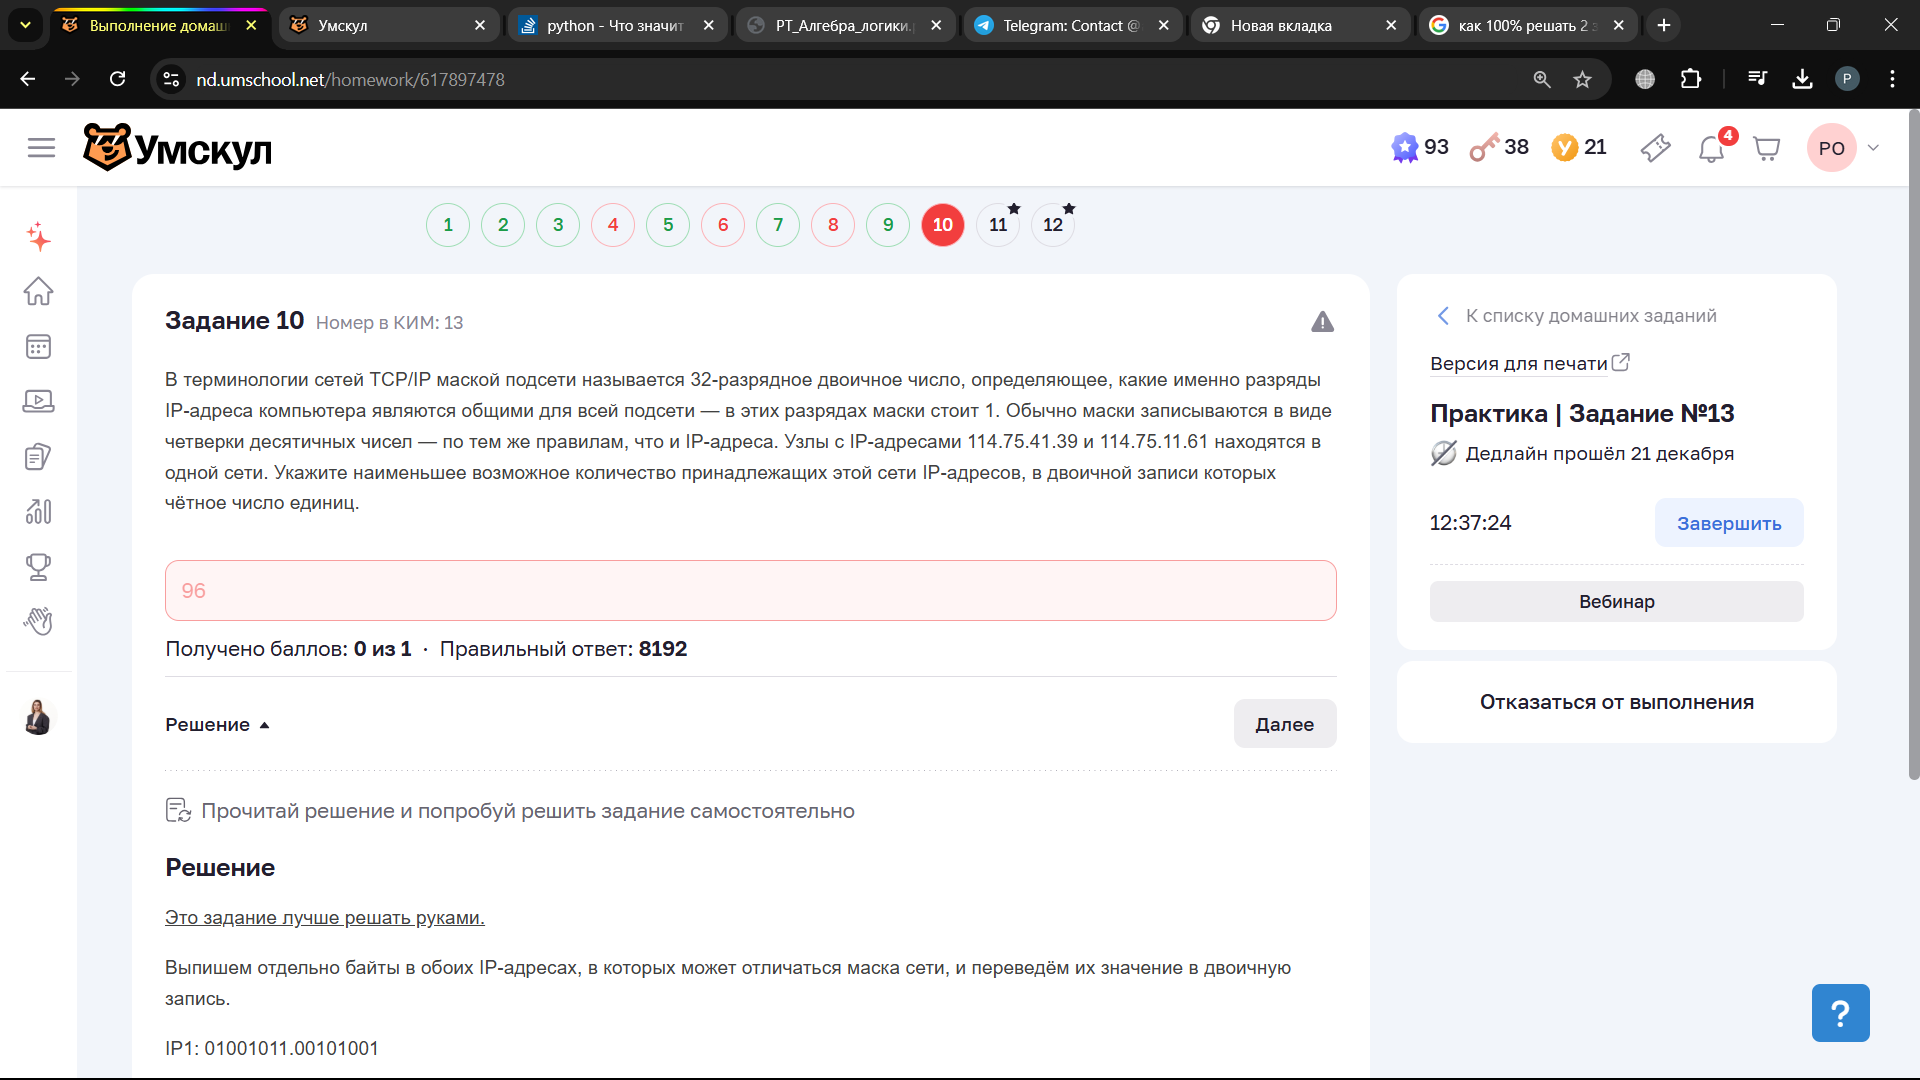 Выполнение домаш
Умскул
python - Что значит
РТ_Алгебра_логики.
Telegram: Contact @
Новая вкладка
как 100% решать 2
nd.umschool.net/homework/617897478
P
Умскул
93
38
21
4
PO
1 2 3 4 5 6 7 8 9 10 11 12
Задание 10 Номер в КИМ: 13
В терминологии сетей TCP/IP маской подсети называется 32-разрядное двоичное число, определяющее, какие именно разряды
IP-адреса компьютера являются общими для всей подсети — в этих разрядах маски стоит 1. Обычно маски записываются в виде
четверки десятичных чисел — по тем же правилам, что и IP-адреса. Узлы с IP-адресами 114.75.41.39 и 114.75.11.61 находятся в
одной сети. Укажите наименьшее возможное количество принадлежащих этой сети IP-адресов, в двоичной записи которых
чётное число единиц.
96
Получено баллов: 0 из 1 · Правильный ответ: 8192
Решение
Далее
Прочитай решение и попробуй решить задание самостоятельно
Решение
Это задание лучше решать руками.
Выпишем отдельно байты в обоих IP-адресах, в которых может отличаться маска сети, и переведём их значение в двоичную
запись.
IP1: 01001011.00101001
К списку домашних заданий
Версия для печати
Практика | Задание №13
Дедлайн прошёл 21 декабря
12:37:24
Завершить
Вебинар
Отказаться от выполнения
?